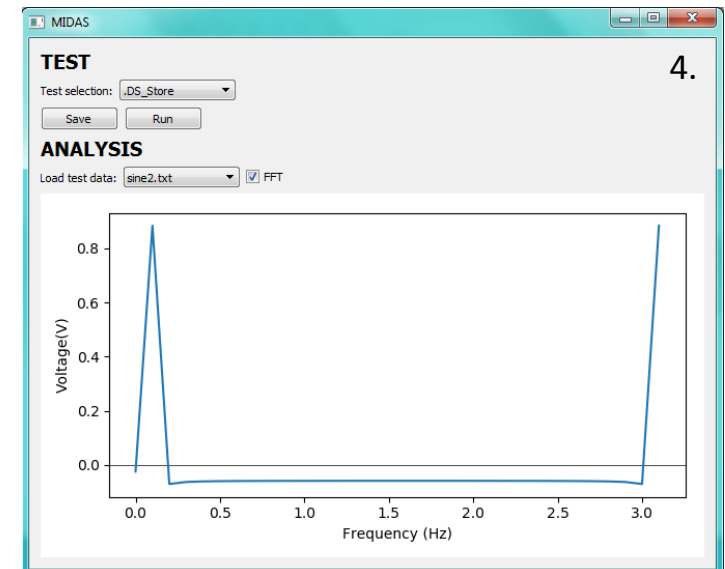 MIDAS
TEST
4.
Test selection: .DS_Store
Save Run
ANALYSIS
Load test data: sine2.txt FFT
0.8
0.6
0.4
0.2
0.0
Voltage(V)
0.0 0.5 1.0 1.5 2.0 2.5 3.0
Frequency (Hz)